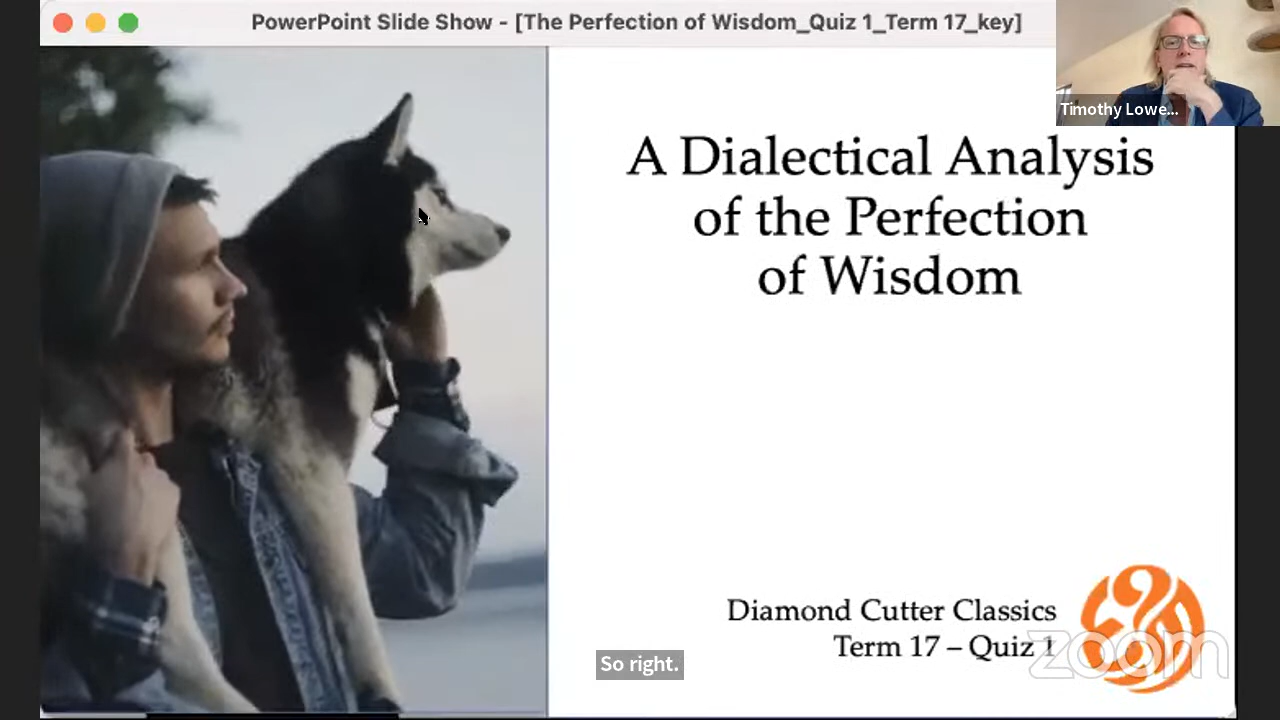 PowerPoint Slide Show - [The Perfection of Wisdom_Quiz 1_Term 17_key]
Timothy Lowe...
A Dialectical Analysis
of the Perfection
of Wisdom
Diamond Cutter Classics
Term 17 – Quiz 1
So right.
zoom